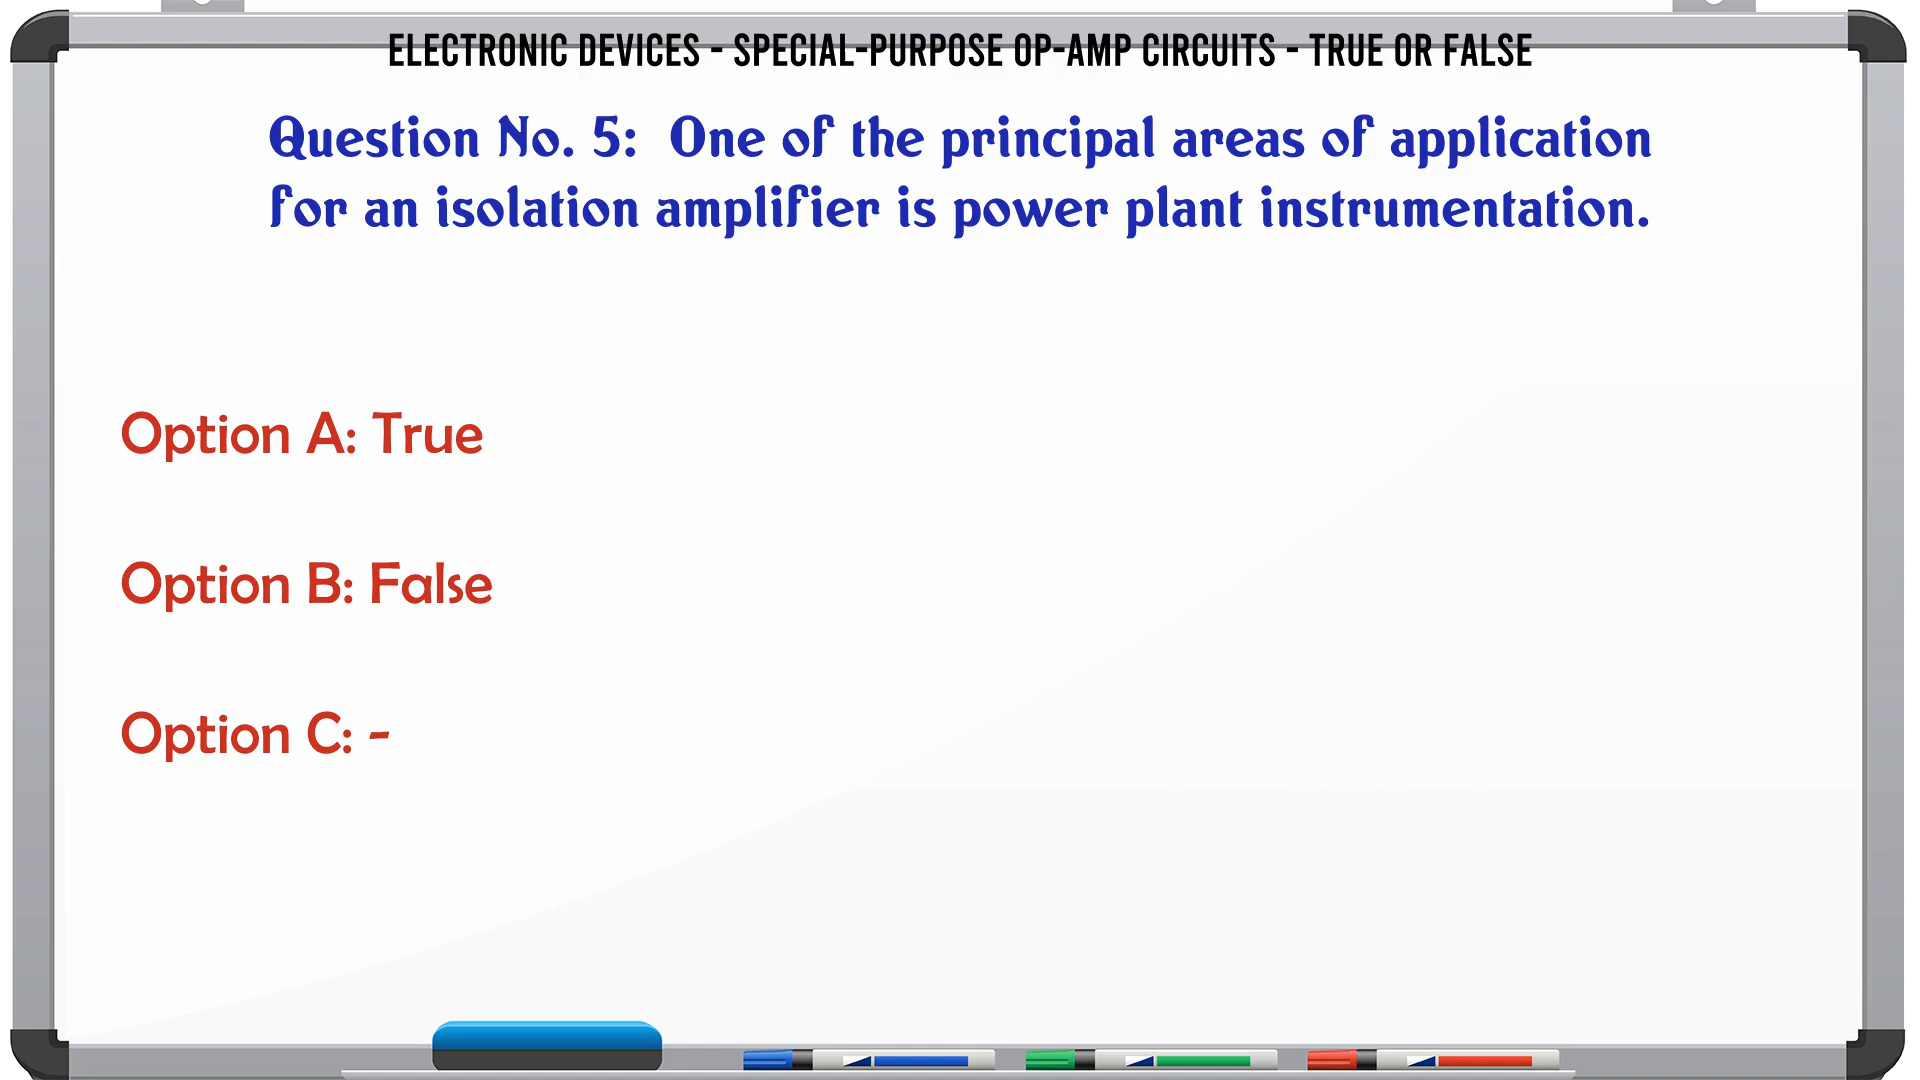 ELECTRONIC DEVICES - SPECIAL-PURPOSE OP-AMP CIRCUITS - TRUE OR FALSE
Question No. 5: One of the principal areas of application
for an isolation amplifier is power plant instrumentation.
Option A: True
Option B: False
Option C: -